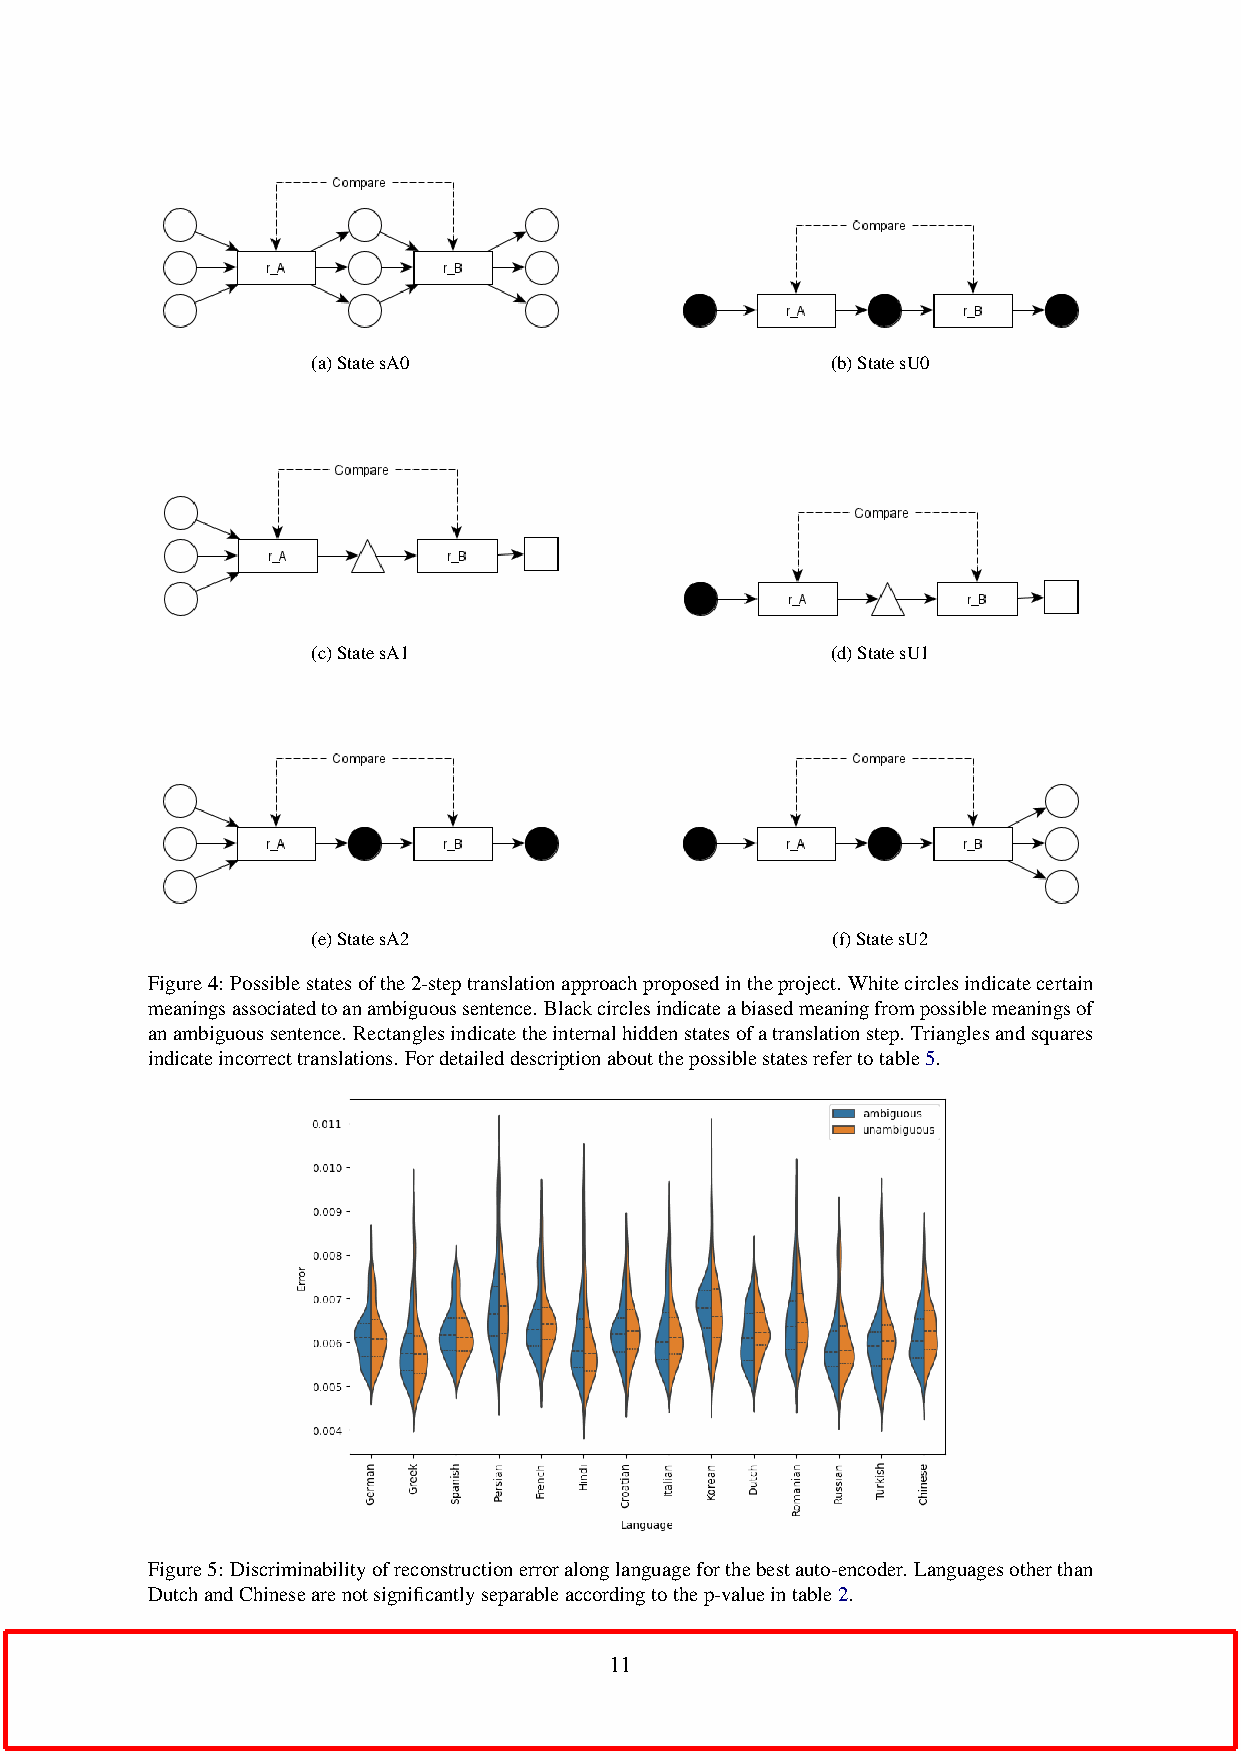 Compare
r_A
r_B
(a) State sA0
Compare
r_A
r_B
(b) State sU0
Compare
r_A
r_B
(c) State sA1
Compare
r_A
r_B
(d) State sU1
Compare
r_A
r_B
(e) State sA2
Compare
r_A
r_B
(f) State sU2
Figure 4: Possible states of the 2-step translation approach proposed in the project. White circles indicate certain
meanings associated to an ambiguous sentence. Black circles indicate a biased meaning from possible meanings of
an ambiguous sentence. Rectangles indicate the internal hidden states of a translation step. Triangles and squares
indicate incorrect translations. For detailed description about the possible states refer to table 5.
ambiguous
unambiguous
0.011
0.010
0.009
0.008
0.007
0.006
0.005
0.004
Error
German
Greek
Spanish
Persian
French
Hindi
Croatian
Italian
Korean
Dutch
Romanian
Russian
Turkish
Chinese
Language
Figure 5: Discriminability of reconstruction error along language for the best auto-encoder. Languages other than
Dutch and Chinese are not significantly separable according to the p-value in table 2.
11